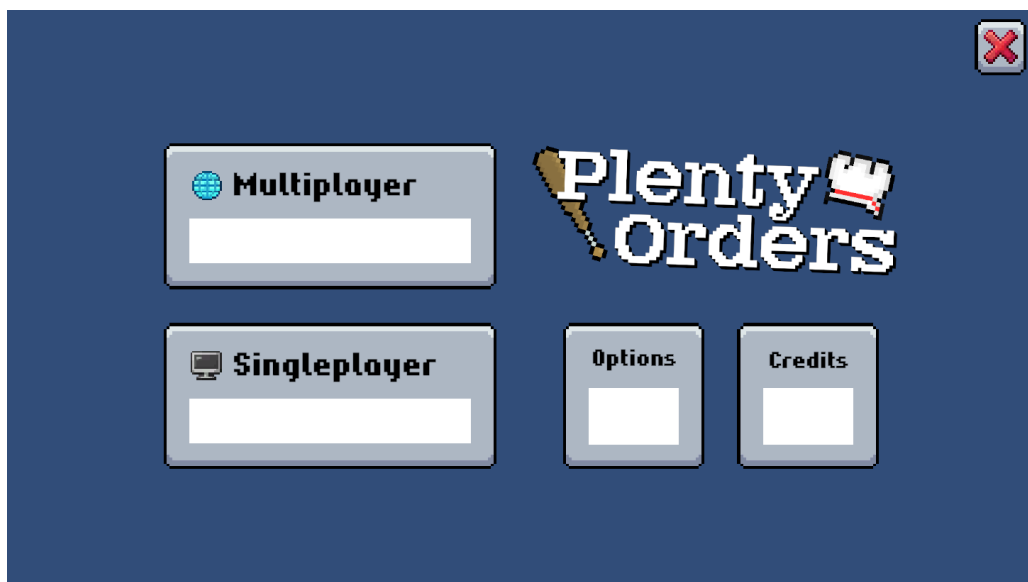 Multiplayer
Plenty
Orders
Singleplayer
Options
Credits